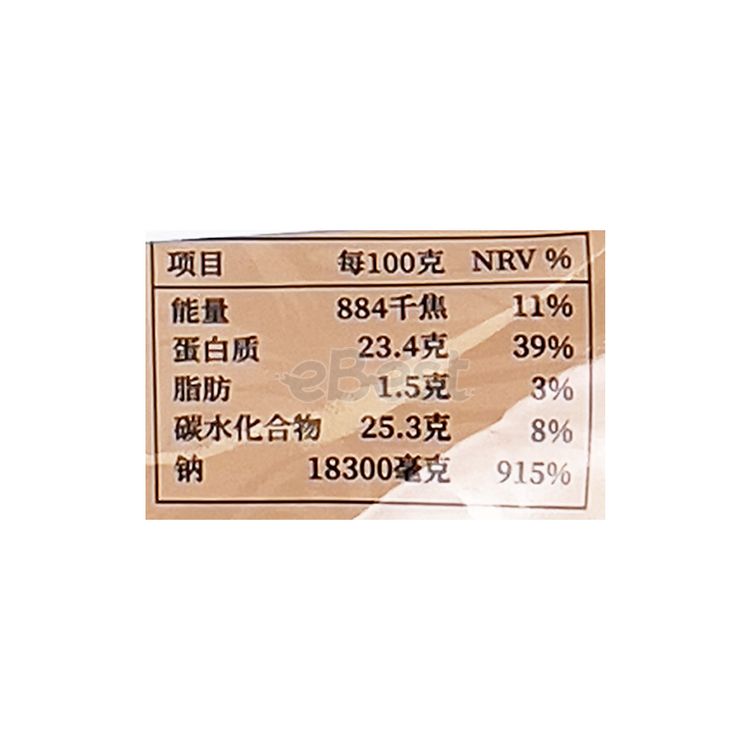 项目 每100克 NRV %
能量 884千焦 11%
蛋白质 23.4克 39%
eBest
脂肪 1.5克 3%
碳水化合物 25.3克 8%
钠 18300毫克 915%